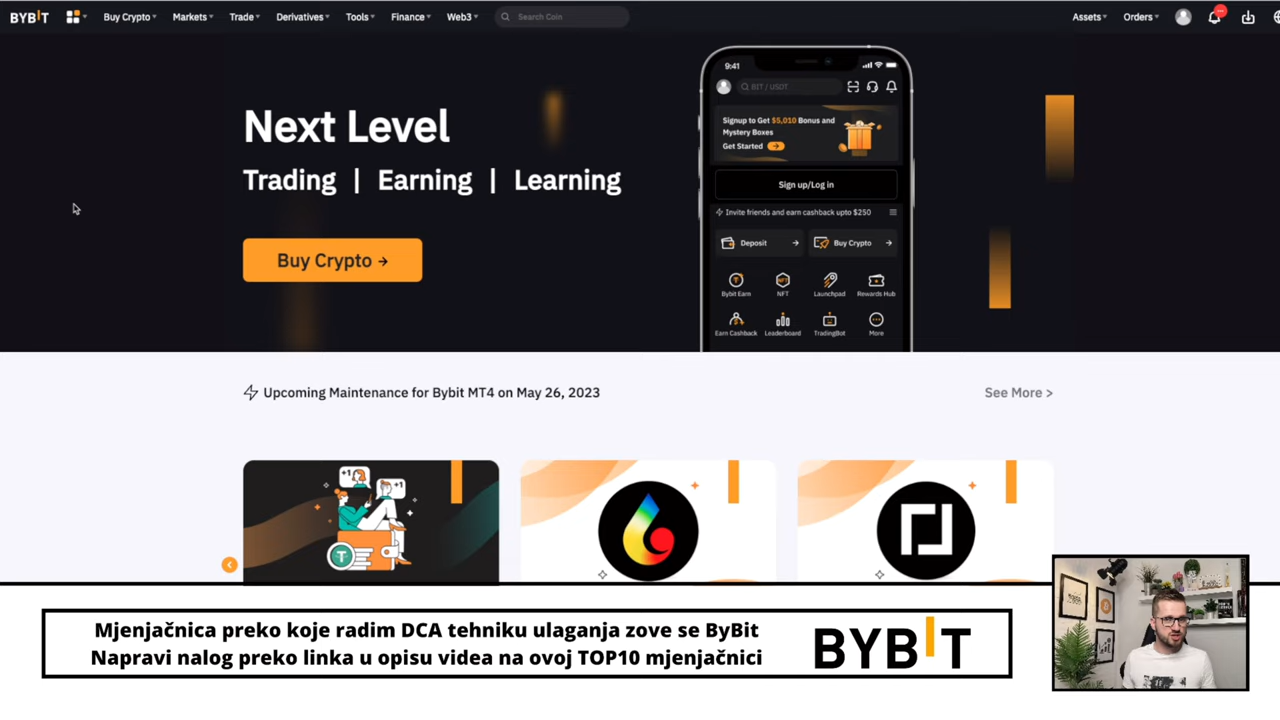 BYBIT
Buy Crypto
Markets
Trade
Derivatives
Tools
Finance
Web3
Search Coin
Assets
Orders
Next Level
Trading | Earning | Learning
Buy Crypto →
9:41
BIT / USDT
Signup to Get $5,010 Bonus and
Mystery Boxes
Get Started
Sign up/Log in
Invite friends and earn cashback upto $250
Deposit →
Buy Crypto →
Bybit Earn
NFT
Launchpad
Rewards Hub
Earn Cashback
Leaderboard
TradingBot
More
Upcoming Maintenance for Bybit MT4 on May 26, 2023
See More >
+1
+1
Mjenjačnica preko koje radim DCA tehniku ulaganja zove se ByBit
Napravi nalog preko linka u opisu videa na ovoj TOP10 mjenjačnici
BYBIT